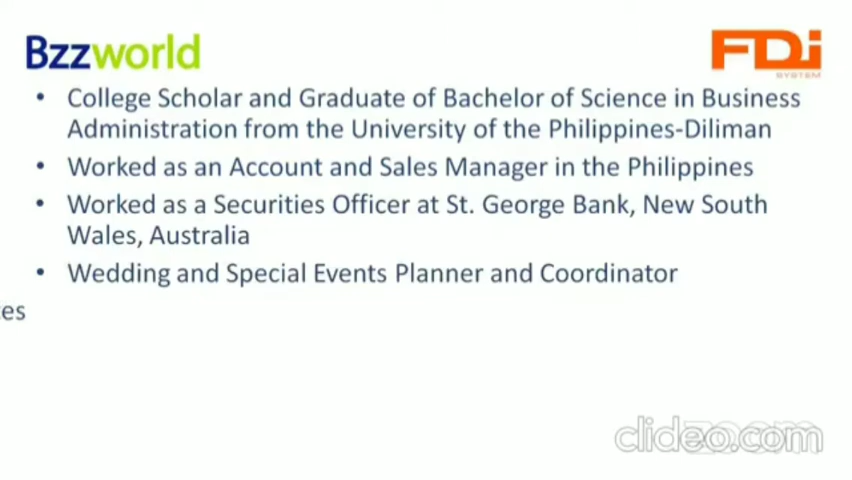 Bzzworld
FDi
SYSTEM
• College Scholar and Graduate of Bachelor of Science in Business
Administration from the University of the Philippines-Diliman
• Worked as an Account and Sales Manager in the Philippines
• Worked as a Securities Officer at St. George Bank, New South
Wales, Australia
• Wedding and Special Events Planner and Coordinator
es
clideo.com
zoom